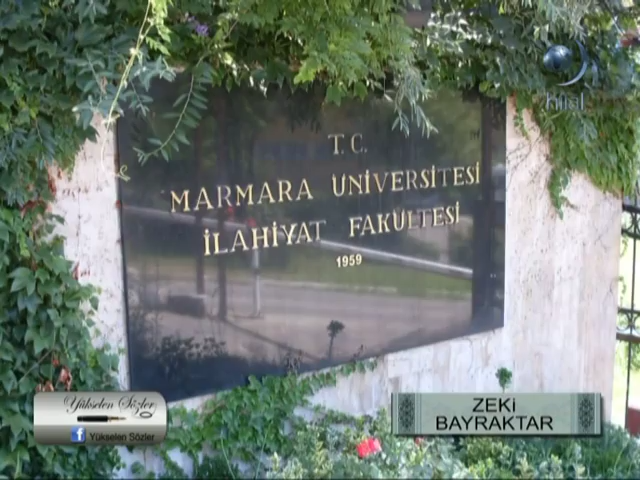 hilal
T.C.
MARMARA ÜNİVERSİTESİ
İLAHİYAT FAKÜLTESİ
1959
Yükselen Sözler
f Yükselen Sözler
ZEKİ
BAYRAKTAR